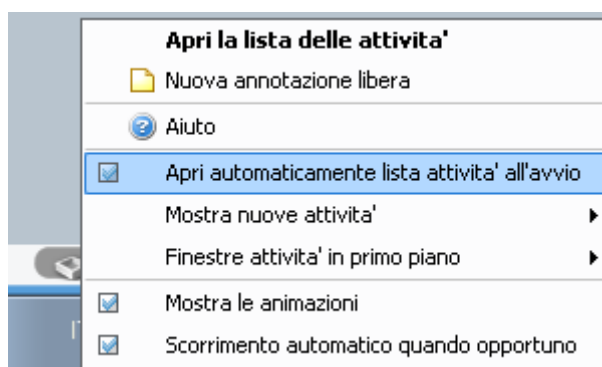 Apri la lista delle attivita'
Nuova annotazione libera
Aiuto
Apri automaticamente lista attivita' all'avvio
Mostra nuove attivita'
Finestre attivita' in primo piano
Mostra le animazioni
Scorrimento automatico quando opportuno